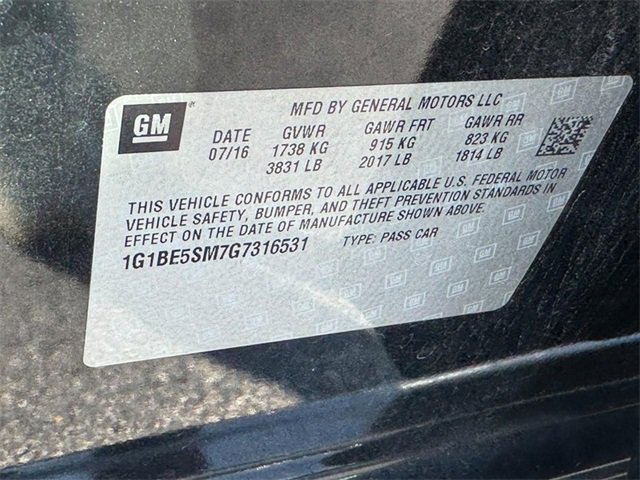 GM
MFD BY GENERAL MOTORS LLC
DATE GVWR GAWR FRT GAWR RR
07/16 1738 KG 915 KG 823 KG
3831 LB 2017 LB 1814 LB
THIS VEHICLE CONFORMS TO ALL APPLICABLE U.S. FEDERAL MOTOR
VEHICLE SAFETY, BUMPER, AND THEFT PREVENTION STANDARDS IN
EFFECT ON THE DATE OF MANUFACTURE SHOWN ABOVE.
1G1BE5SM7G7316531 TYPE: PASS CAR